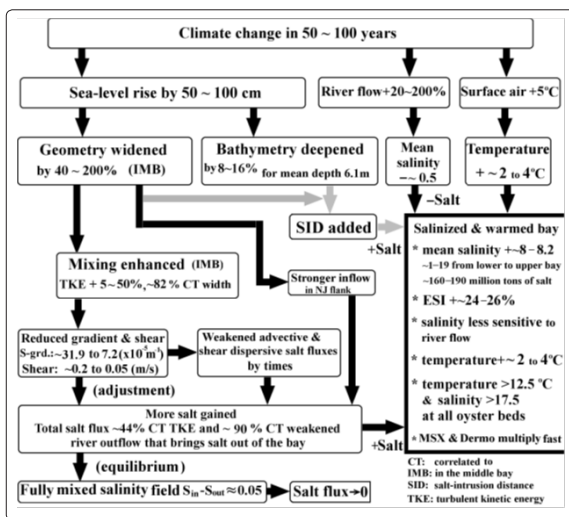 Climate change in 50 ~ 100 years
Sea-level rise by 50 ~ 100 cm
River flow+20~200%
Surface air +5°C
Geometry widened
by 40 ~ 200% (IMB)
Bathymetry deepened
by 8~16% for mean depth 6.1m
Mean
salinity
−~ 0.5
Temperature
+ ~ 2 to 4°C
−Salt
SID added
+Salt
Mixing enhanced (IMB)
TKE + 5~50%,~82 % CT width
Stronger inflow
in NJ flank
Reduced gradient & shear
S-grd.:~31.9 to 7.2(x10⁻⁵m⁻¹)
Shear: ~0.2 to 0.05 (m/s)
Weakened advective &
shear dispersive salt fluxes
by times
(adjustment)
More salt gained
Total salt flux ~44% CT TKE and ~ 90 % CT weakened
river outflow that brings salt out of the bay
+Salt
(equilibrium)
Fully mixed salinity field Sin-Sout≈0.05
Salt flux→0
Salinized & warmed bay
* mean salinity +~8−8.2
~1−19 from lower to upper bay
~160−190 million tons of salt
* ESI +~24−26%
* salinity less sensitive to
river flow
* temperature+~ 2 to 4°C
* temperature >12.5 °C
& salinity >17.5
at all oyster beds
* MSX & Dermo multiply fast
CT: correlated to
IMB: in the middle bay
SID: salt-intrusion distance
TKE: turbulent kinetic energy